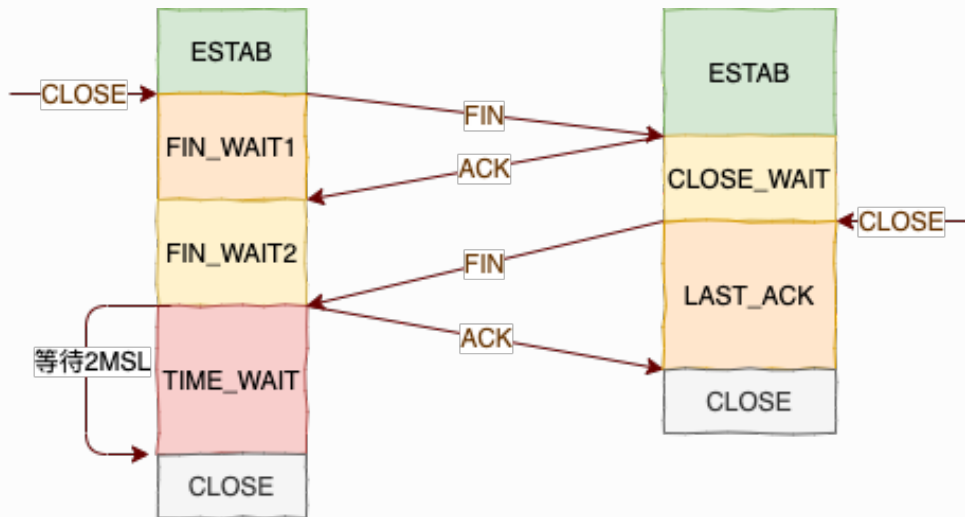 ESTAB
ESTAB
CLOSE
FIN
FIN_WAIT1
ACK
CLOSE_WAIT
CLOSE
FIN_WAIT2
FIN
LAST_ACK
ACK
等待2MSL
TIME_WAIT
CLOSE
CLOSE